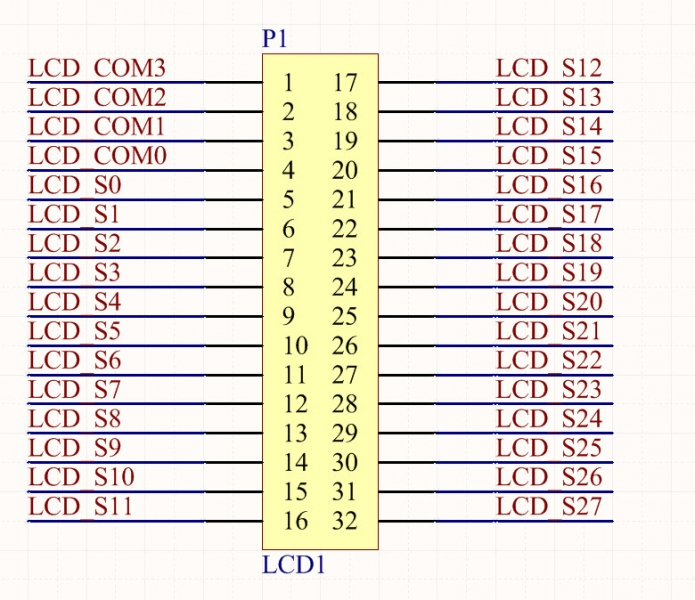 P1
LCD_COM3 1 17 LCD_S12
LCD_COM2 2 18 LCD_S13
LCD_COM1 3 19 LCD_S14
LCD_COM0 4 20 LCD_S15
LCD_S0 5 21 LCD_S16
LCD_S1 6 22 LCD_S17
LCD_S2 7 23 LCD_S18
LCD_S3 8 24 LCD_S19
LCD_S4 9 25 LCD_S20
LCD_S5 10 26 LCD_S21
LCD_S6 11 27 LCD_S22
LCD_S7 12 28 LCD_S23
LCD_S8 13 29 LCD_S24
LCD_S9 14 30 LCD_S25
LCD_S10 15 31 LCD_S26
LCD_S11 16 32 LCD_S27
LCD1